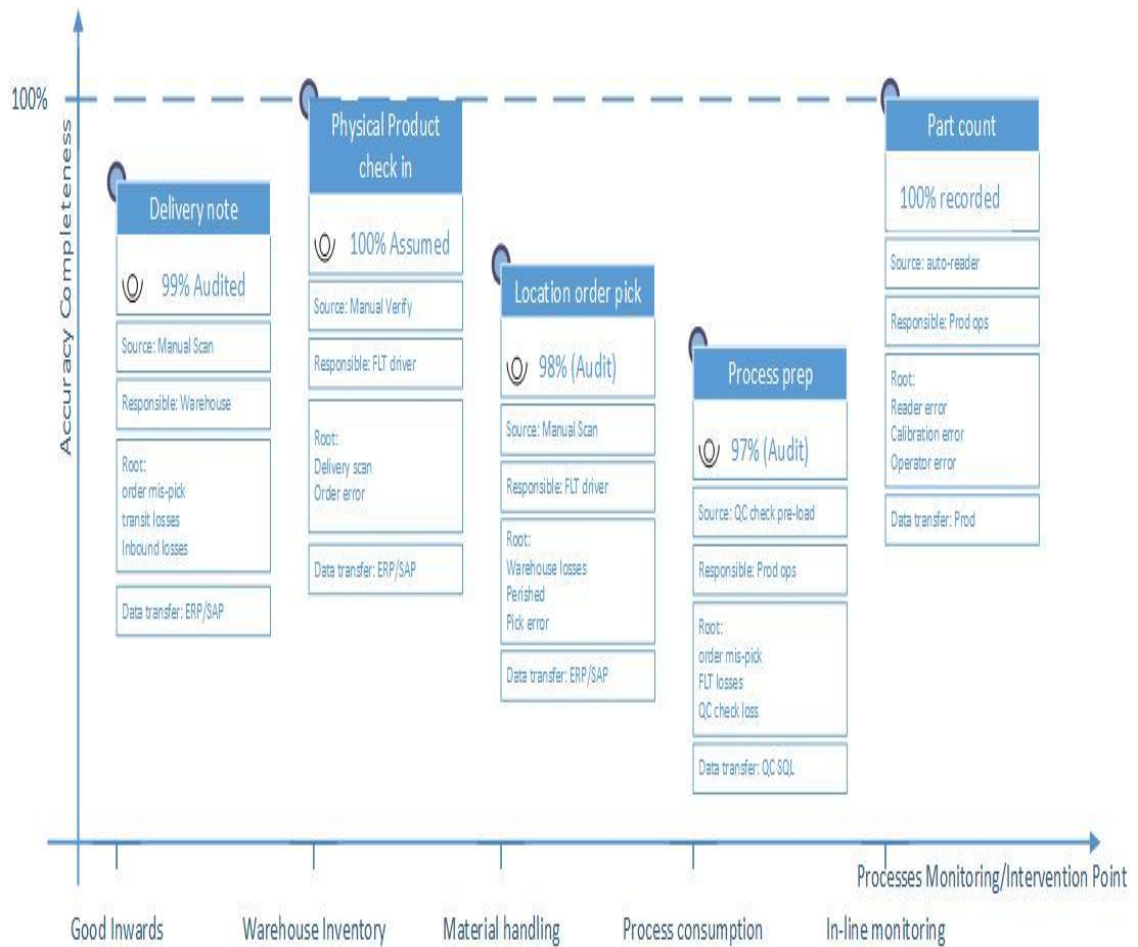 100%
Accuracy Completeness
Delivery note
99% Audited
Source: Manual Scan
Responsible: Warehouse
Root:
order mis-pick
transit losses
Inbound losses
Data transfer: ERP/SAP
Physical Product
check in
100% Assumed
Source: Manual Verify
Responsible: FLT driver
Root:
Delivery scan
Order error
Data transfer: ERP/SAP
Location order pick
98% (Audit)
Source: Manual Scan
Responsible: FLT driver
Root:
Warehouse losses
Perished
Pick error
Data transfer: ERP/SAP
Process prep
97% (Audit)
Source: QC check pre-load
Responsible: Prod ops
Root:
order mis-pick
FLT losses
QC check loss
Data transfer: QC SQL
Part count
100% recorded
Source: auto-reader
Responsible: Prod ops
Root:
Reader error
Calibration error
Operator error
Data transfer: Prod
Processes Monitoring/Intervention Point
Good Inwards
Warehouse Inventory
Material handling
Process consumption
In-line monitoring